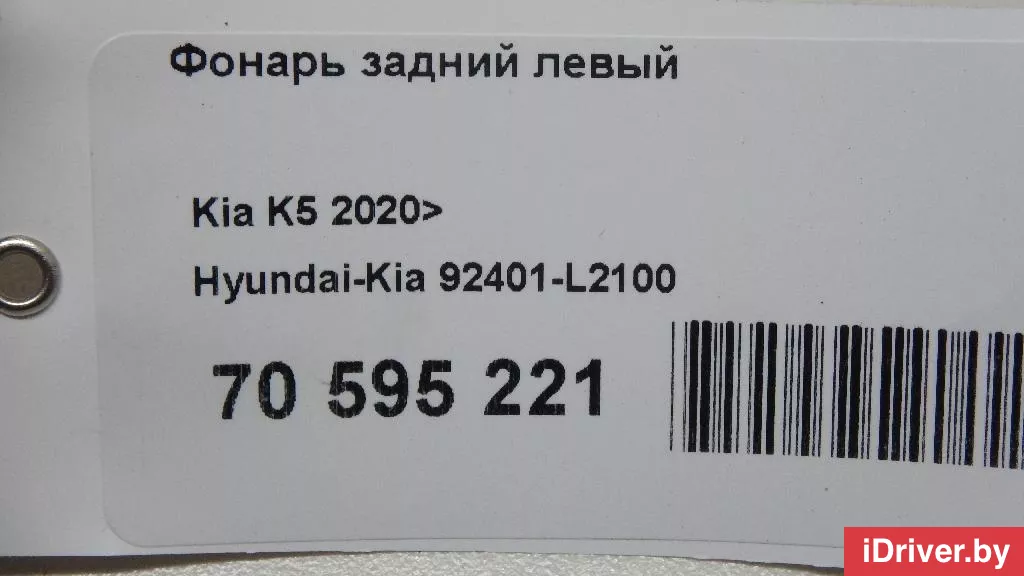 Фонарь задний левый
Kia K5 2020>
Hyundai-Kia 92401-L2100
70 595 221
iDriver.by